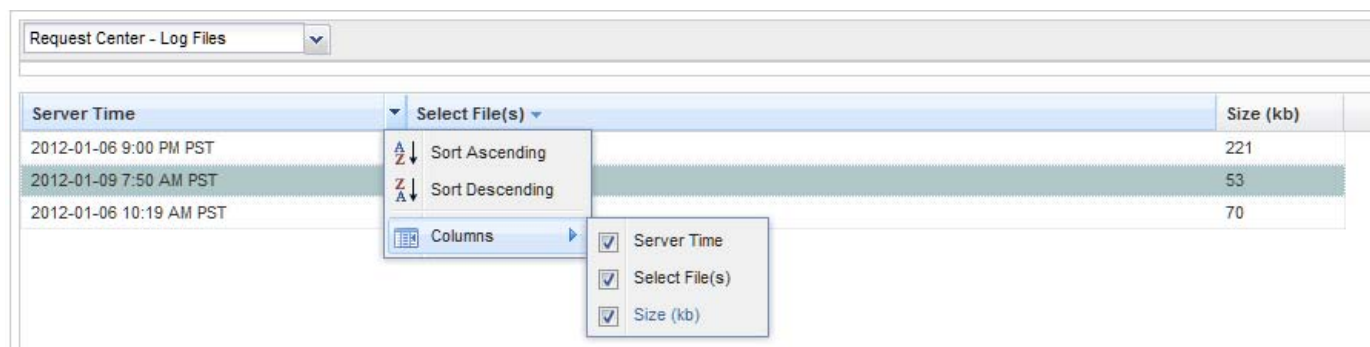 Request Center - Log Files
Server Time Select File(s) Size (kb)
2012-01-06 9:00 PM PST 221
2012-01-09 7:50 AM PST 53
2012-01-06 10:19 AM PST 70
Sort Ascending
Sort Descending
Columns
Server Time
Select File(s)
Size (kb)